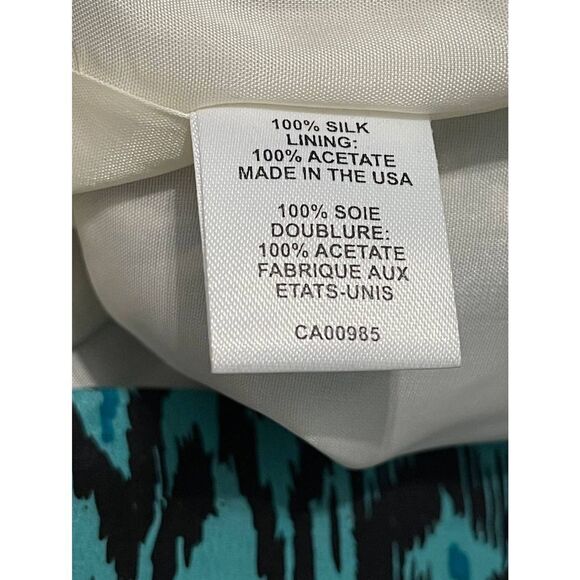 100% SILK
LINING:
100% ACETATE
MADE IN THE USA
100% SOIE
DOUBLURE:
100% ACETATE
FABRIQUE AUX
ETATS-UNIS
CA00985